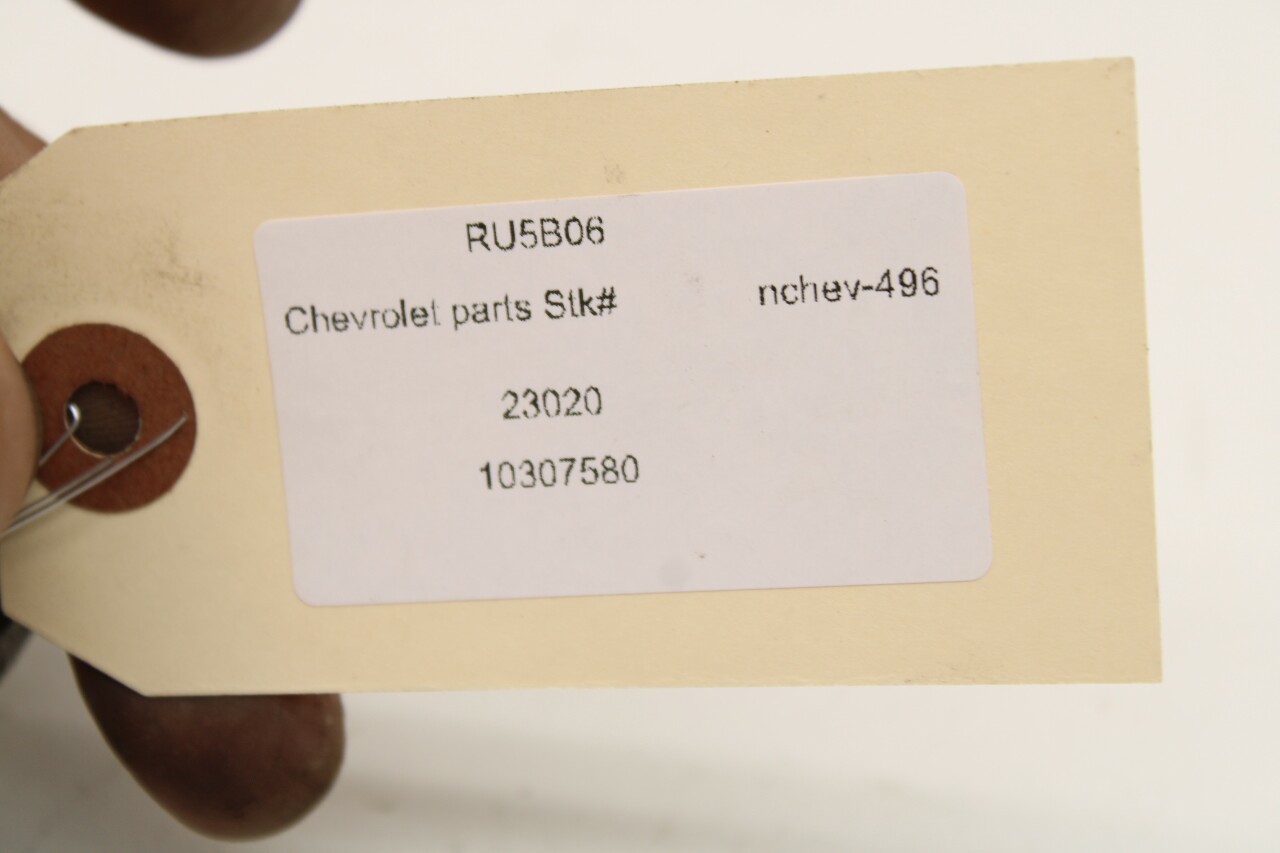 RU5B06
Chevrolet parts Stk# nchev-496
23020
10307580